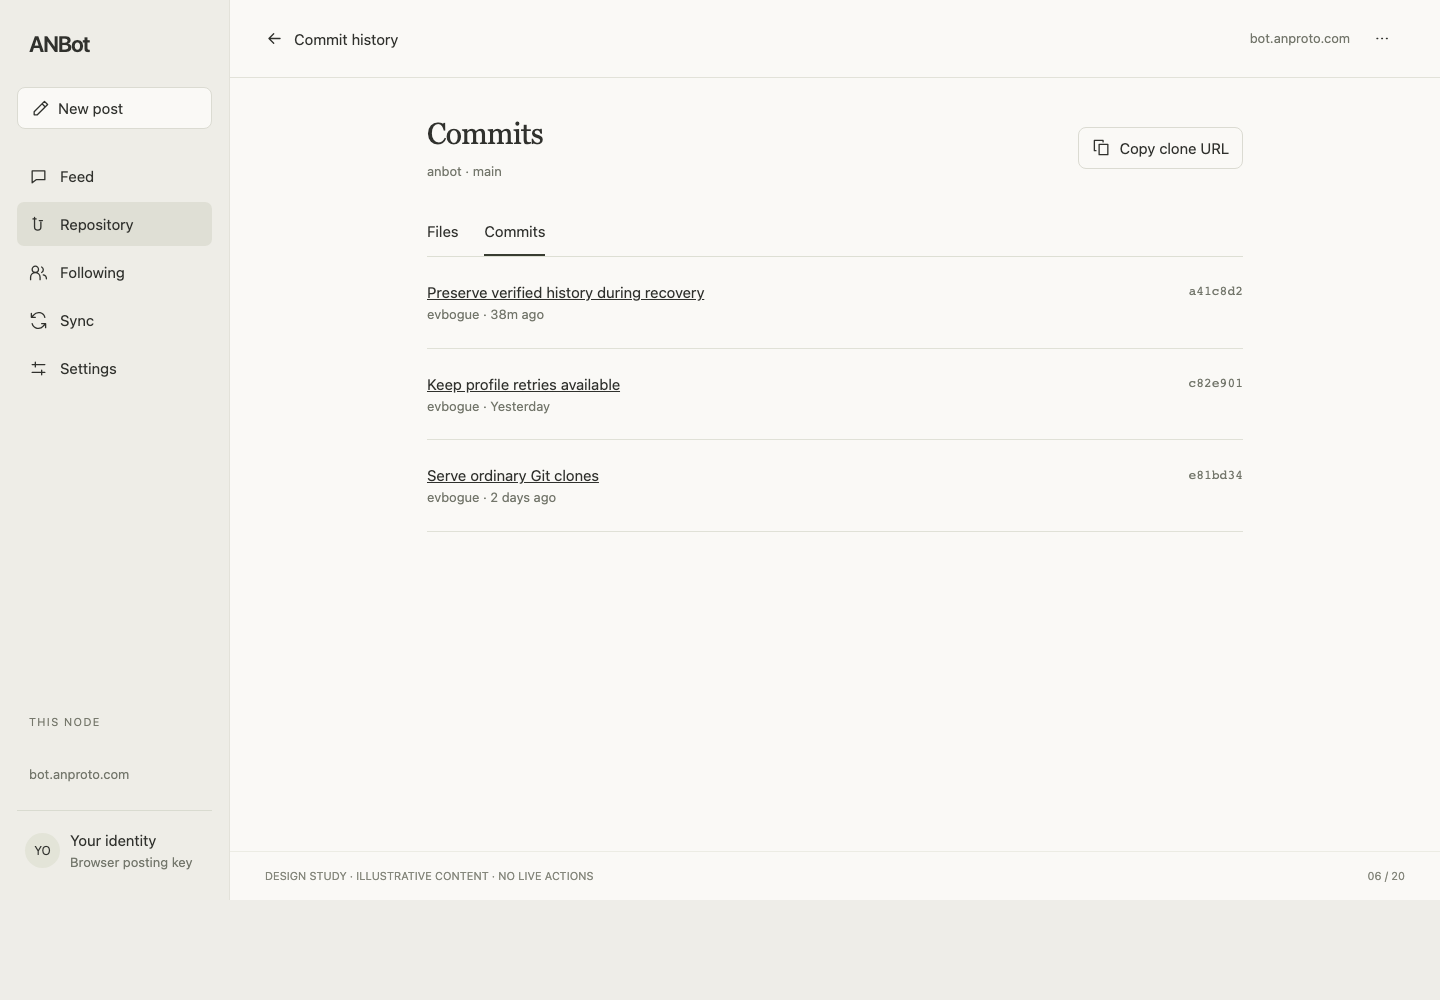 ANBot
New post
Feed
Repository
Following
Sync
Settings
THIS NODE
bot.anproto.com
YO
Your identity
Browser posting key
Commit history
bot.anproto.com
Commits
anbot · main
Copy clone URL
Files
Commits
Preserve verified history during recovery
a41c8d2
evbogue · 38m ago
Keep profile retries available
c82e901
evbogue · Yesterday
Serve ordinary Git clones
e81bd34
evbogue · 2 days ago
DESIGN STUDY · ILLUSTRATIVE CONTENT · NO LIVE ACTIONS
06 / 20